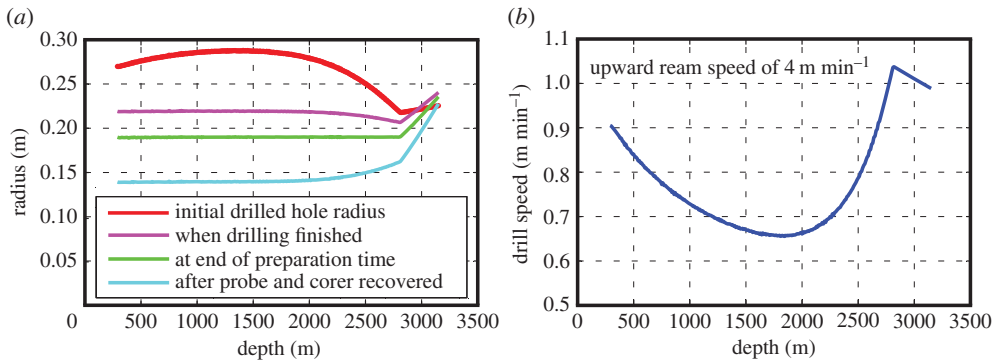 (a)
0.30
0.25
0.20
0.15
0.10
0.05
radius (m)
initial drilled hole radius
when drilling finished
at end of preparation time
after probe and corer recovered
0 500 1000 1500 2000 2500 3000 3500
depth (m)
(b)
1.1
1.0
0.9
0.8
0.7
0.6
0.5
drill speed (m min⁻¹)
upward ream speed of 4 m min⁻¹
0 500 1000 1500 2000 2500 3000 3500
depth (m)